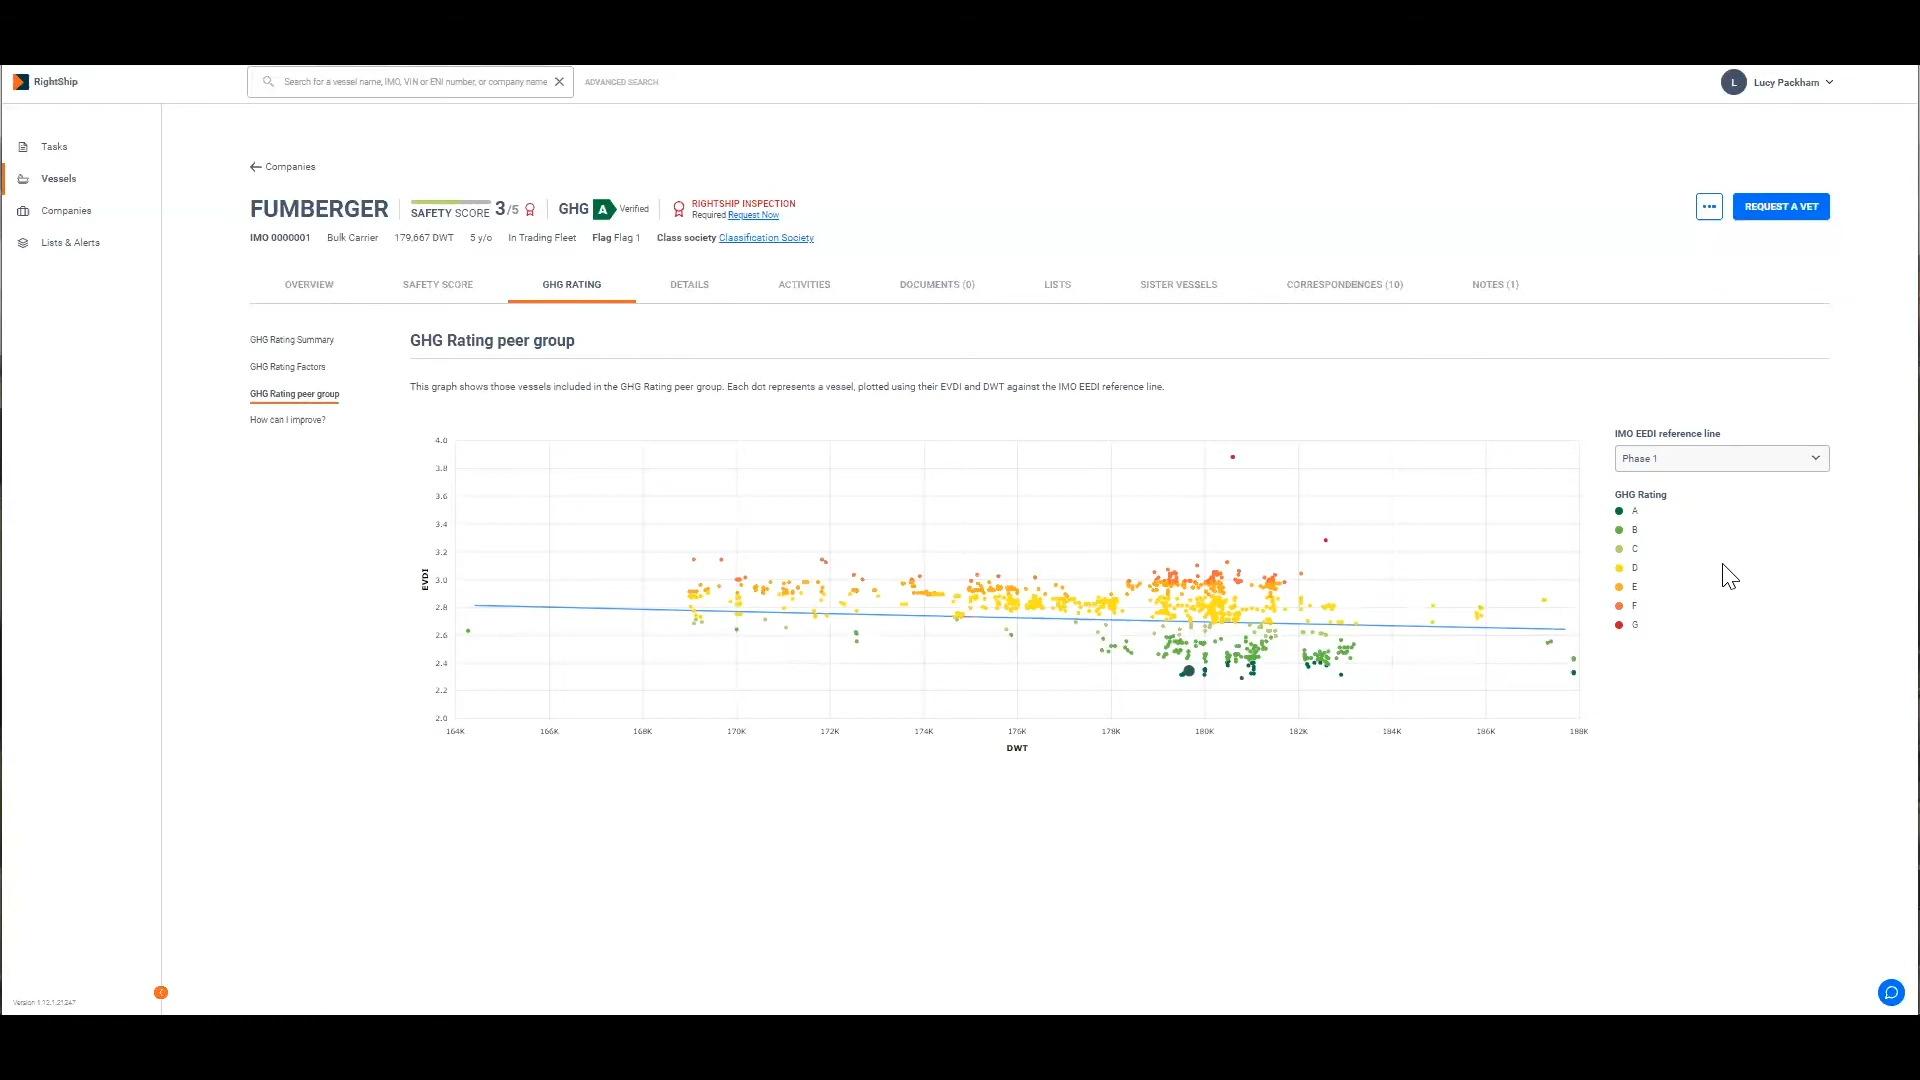 RightShip
Search for a vessel name, IMO, VIN or ENI number, or company name
ADVANCED SEARCH
L
Lucy Packham
Tasks
Vessels
Companies
Lists & Alerts
Companies
FUMBERGER
SAFETY SCORE 3/5
GHG A Verified
RIGHTSHIP INSPECTION
Required Request Now
REQUEST A VET
IMO 0000001 Bulk Carrier 179,667 DWT 5 y/o In Trading Fleet Flag Flag 1 Class society Classification Society
OVERVIEW SAFETY SCORE GHG RATING DETAILS ACTIVITIES DOCUMENTS (0) LISTS SISTER VESSELS CORRESPONDENCES (10) NOTES (1)
GHG Rating Summary
GHG Rating Factors
GHG Rating peer group
How can I improve?
GHG Rating peer group
This graph shows those vessels included in the GHG Rating peer group. Each dot represents a vessel, plotted using their EVDI and DWT against the IMO EEDI reference line.
4.0
3.8
3.6
3.4
3.2
3.0
2.8
2.6
2.4
2.2
2.0
EVDI
164K 166K 168K 170K 172K 174K 176K 178K 180K 182K 184K 186K 188K
DWT
IMO EEDI reference line
Phase 1
GHG Rating
A
B
C
D
E
F
G
Version 1.12.1.21247